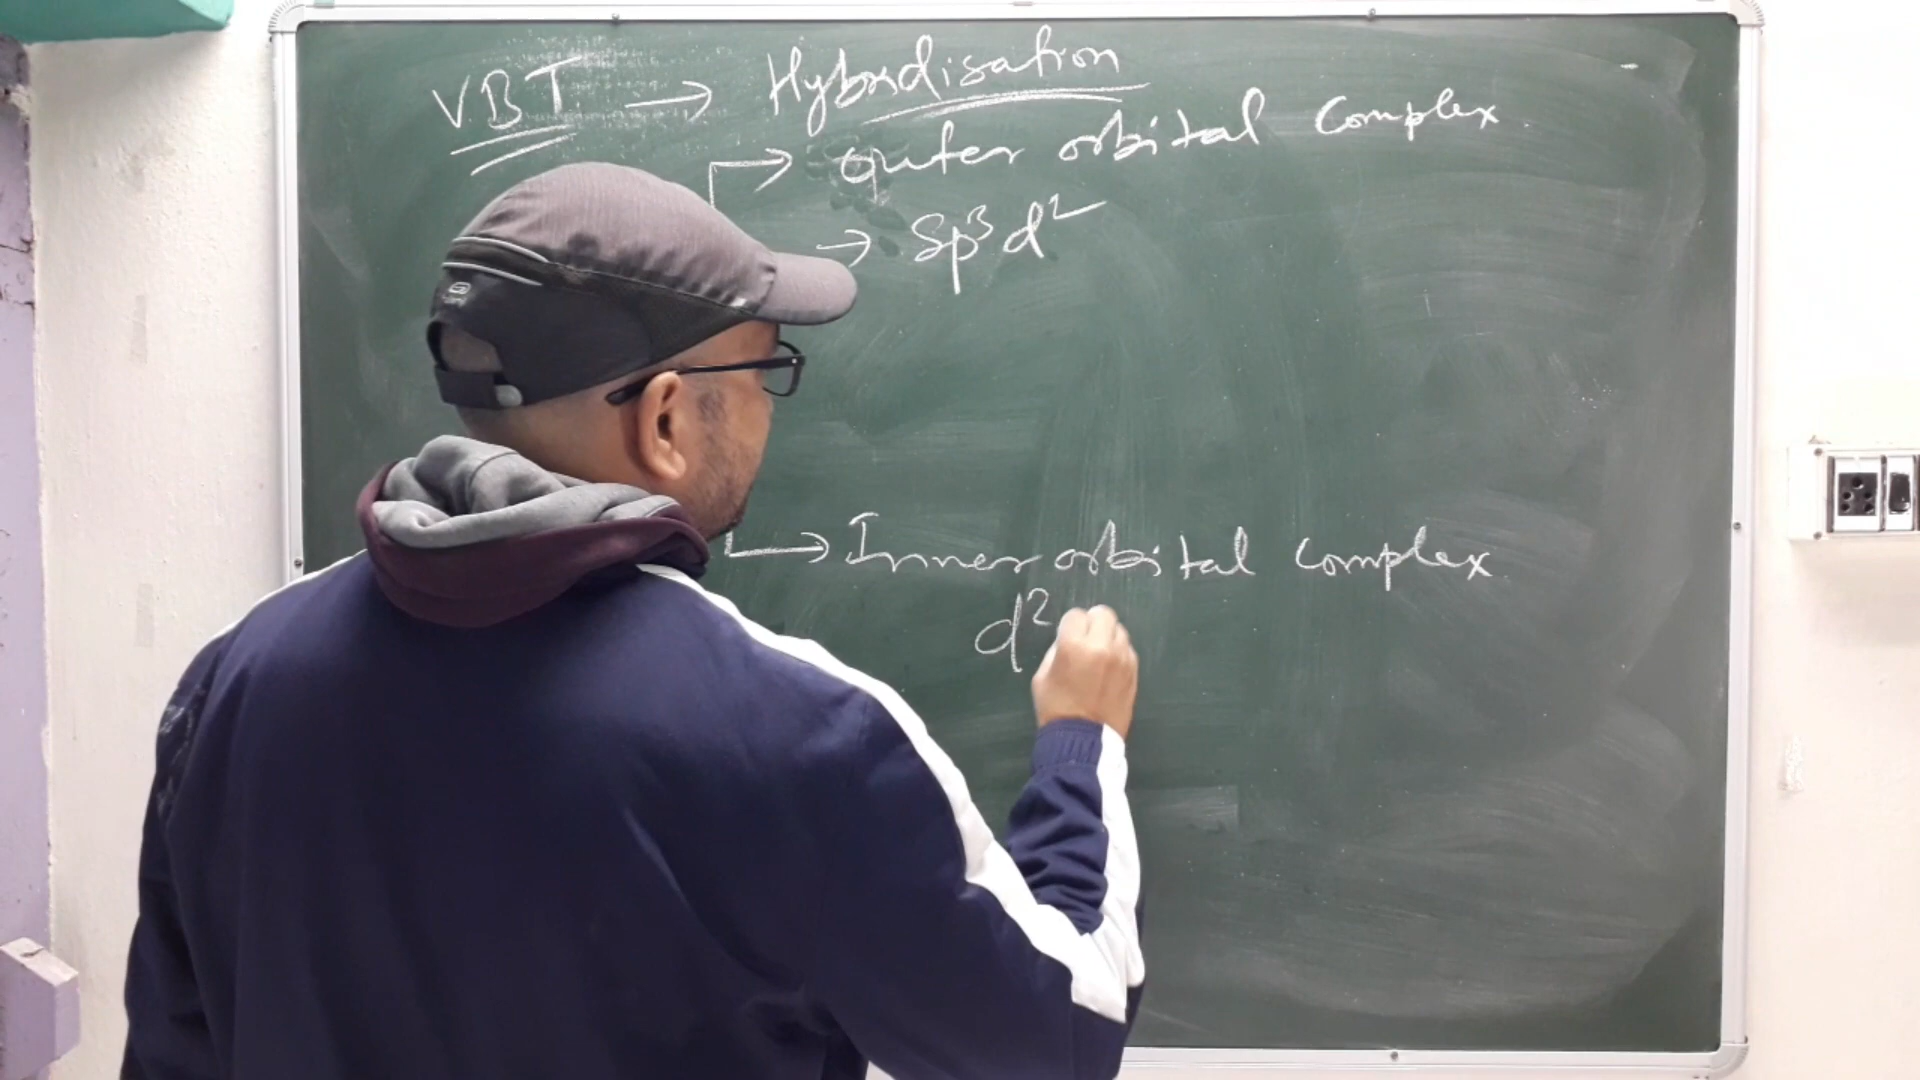 VBT → Hybridisation
→ outer orbital complex
→ Sp³d²
→ Inner orbital complex
d²